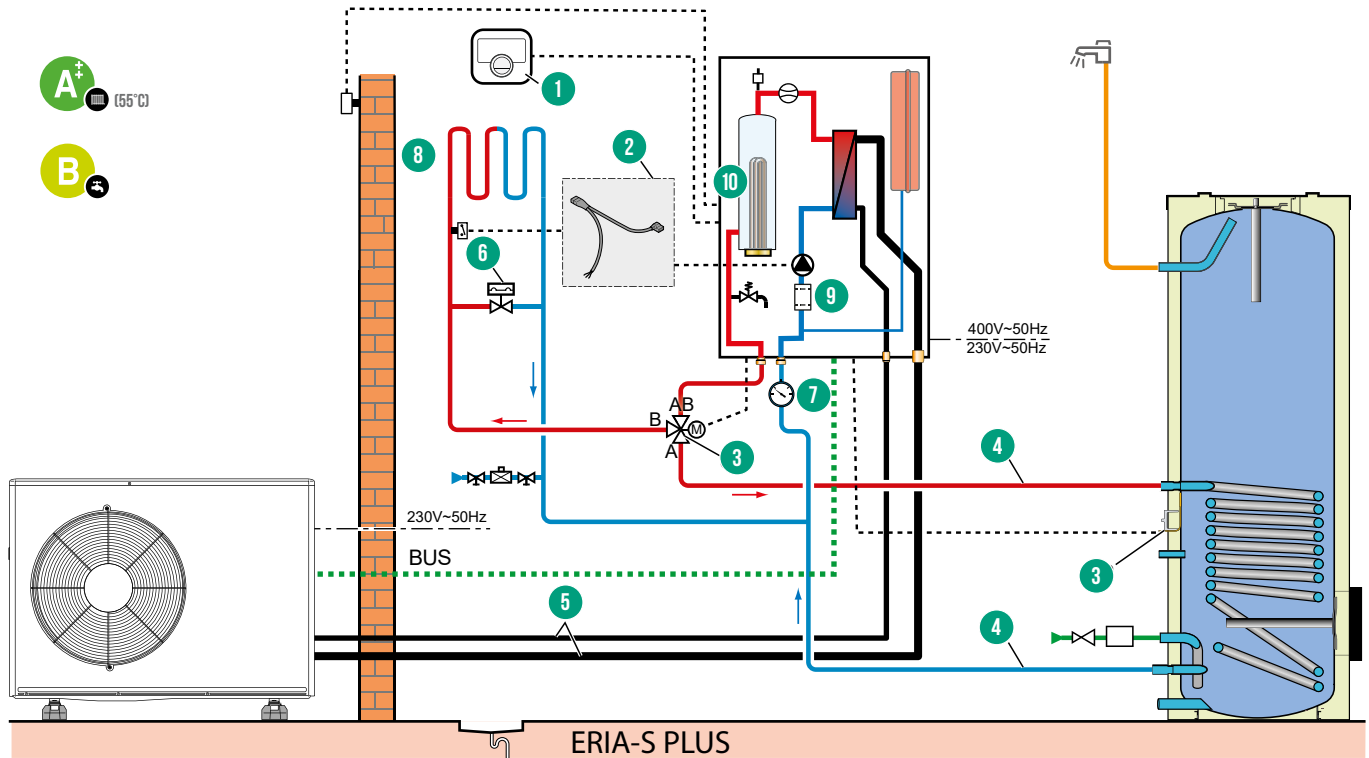 A++
(55°C)
B
1
2
8
10
6
9
400V~50Hz
230V~50Hz
7
AB
B
M
A
3
4
230V~50Hz
BUS
3
5
4
ERIA-S PLUS